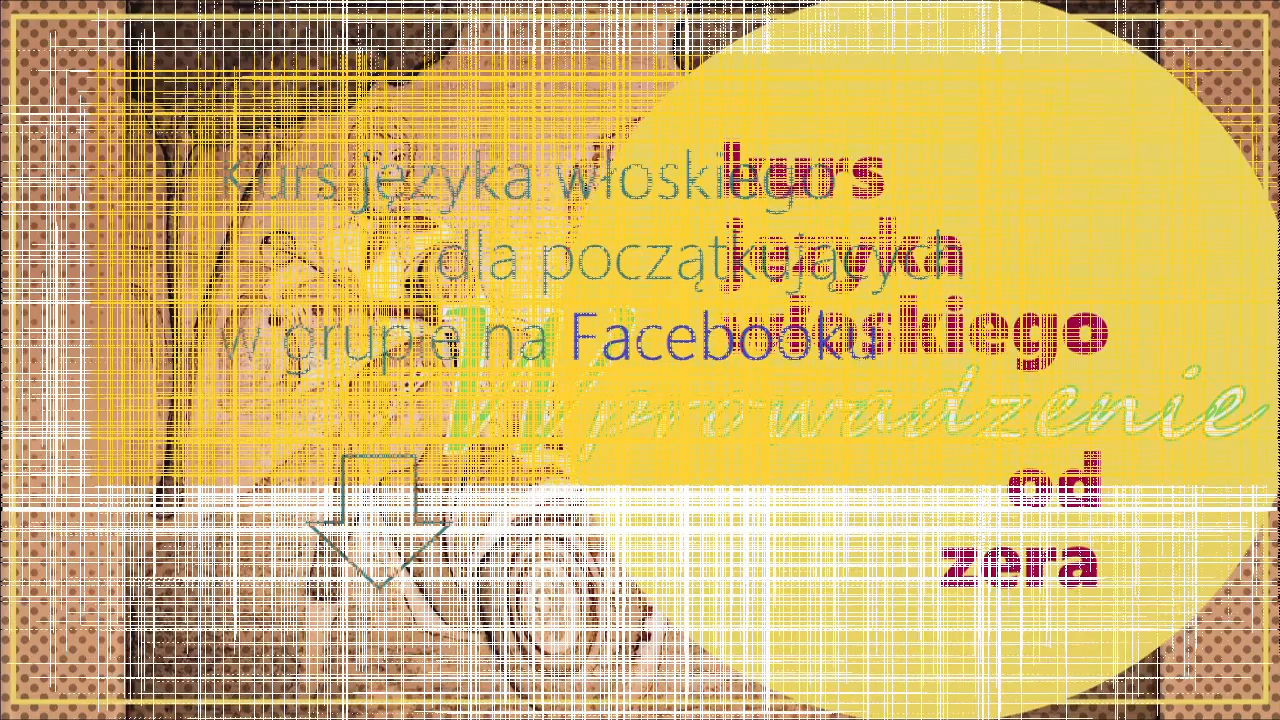 Kurs języka włoskiego
dla początkujących
w grupie na Facebooku
kurs
języka
włoskiego
Wprowadzenie
od
zera